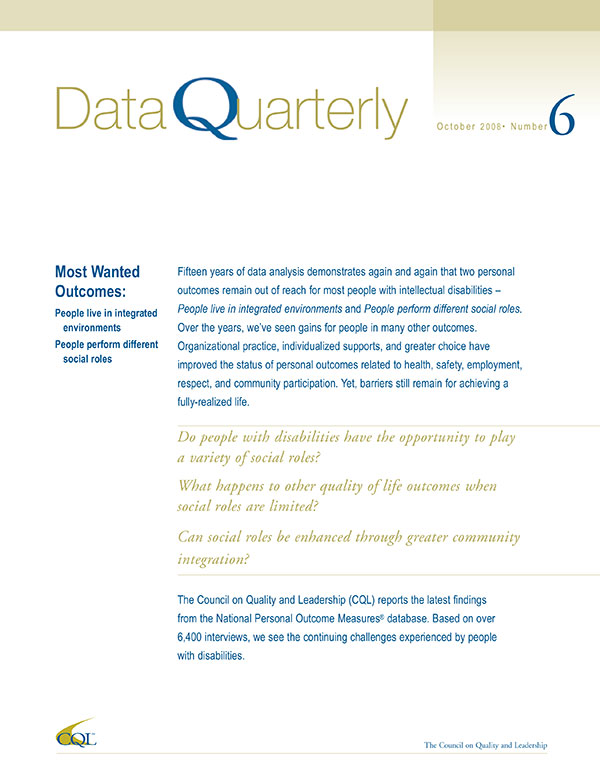 Data Quarterly
October 2008• Number 6
Most Wanted
Outcomes:
People live in integrated
environments
People perform different
social roles
Fifteen years of data analysis demonstrates again and again that two personal
outcomes remain out of reach for most people with intellectual disabilities –
People live in integrated environments and People perform different social roles.
Over the years, we've seen gains for people in many other outcomes.
Organizational practice, individualized supports, and greater choice have
improved the status of personal outcomes related to health, safety, employment,
respect, and community participation. Yet, barriers still remain for achieving a
fully-realized life.
Do people with disabilities have the opportunity to play
a variety of social roles?
What happens to other quality of life outcomes when
social roles are limited?
Can social roles be enhanced through greater community
integration?
The Council on Quality and Leadership (CQL) reports the latest findings
from the National Personal Outcome Measures® database. Based on over
6,400 interviews, we see the continuing challenges experienced by people
with disabilities.
CQL™
The Council on Quality and Leadership